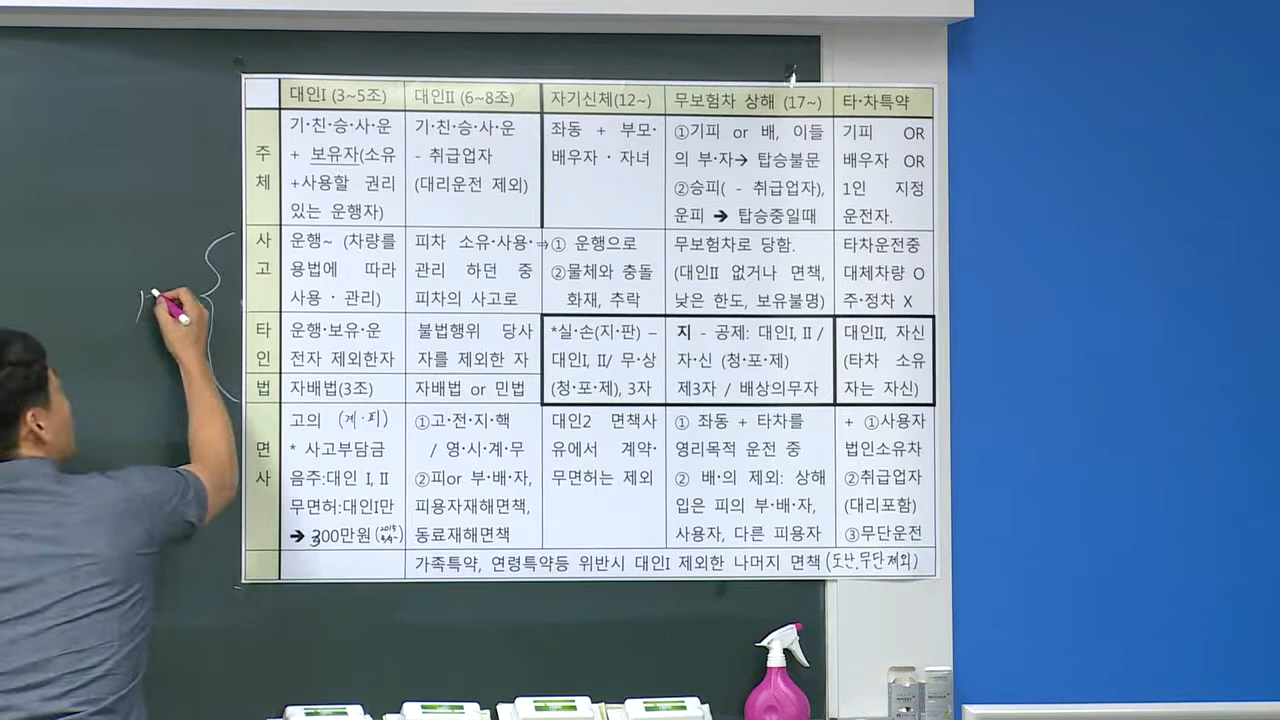 대인Ⅰ (3~5조)
대인Ⅱ (6~8조)
자기신체(12~)
무보험차 상해 (17~)
타·차특약
주
체
기·친·승·사·운
+ 보유자(소유
+사용할 권리
있는 운행자)
기·친·승·사·운
- 취급업자
(대리운전 제외)
좌동 + 부모·
배우자 · 자녀
①기피 or 배, 이들
의 부·자→ 탑승불문
②승피( - 취급업자),
운피 → 탑승중일때
기피 OR
배우자 OR
1인 지정
운전자.
사
고
운행~ (차량를
용법에 따라
사용 · 관리)
피차 소유·사용·
관리 하던 중
피차의 사고로
⇒① 운행으로
②물체와 충돌
화재, 추락
무보험차로 당함.
(대인Ⅱ 없거나 면책,
낮은 한도, 보유불명)
타차운전중
대체차량 O
주·정차 X
타
인
운행·보유·운
전자 제외한자
불법행위 당사
자를 제외한 자
*실·손(지·판) –
대인Ⅰ, Ⅱ/ 무·상
(청·포·제), 3자
지 - 공제: 대인Ⅰ, Ⅱ /
자·신 (청·포·제)
제3자 / 배상의무자
대인Ⅱ, 자신
(타차 소유
자는 자신)
법
자배법(3조)
자배법 or 민법
면
사
고의 (계·피)
* 사고부담금
음주:대인 Ⅰ, Ⅱ
무면허:대인Ⅰ만
→ 300만원
①고·전·지·핵
/ 영·시·계·무
②피or 부·배·자,
피용자재해면책,
동료재해면책
대인2 면책사
유에서 계약·
무면허는 제외
① 좌동 + 타차를
영리목적 운전 중
② 배·의 제외: 상해
입은 피의 부·배·자,
사용자, 다른 피용자
+ ①사용자
법인소유차
②취급업자
(대리포함)
③무단운전
가족특약, 연령특약등 위반시 대인Ⅰ 제외한 나머지 면책 (도난,무단 제외)